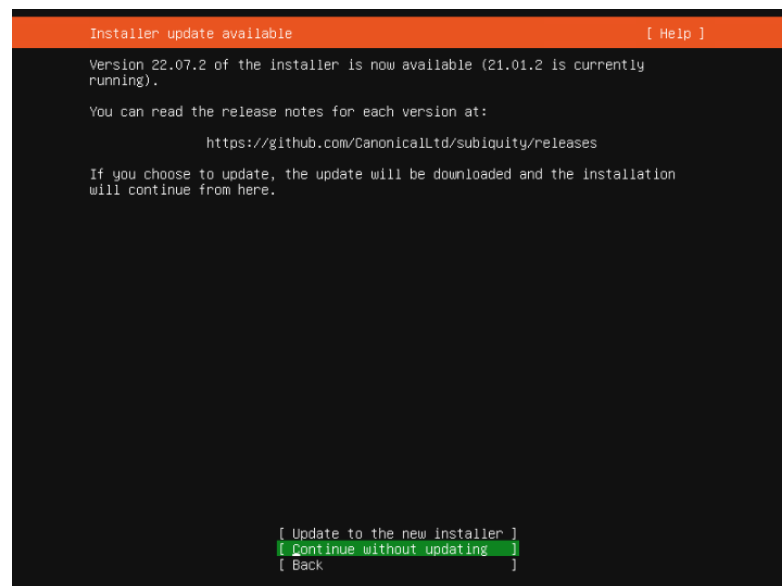 Installer update available [ Help ]
Version 22.07.2 of the installer is now available (21.01.2 is currently
running).
You can read the release notes for each version at:
https://github.com/CanonicalLtd/subiquity/releases
If you choose to update, the update will be downloaded and the installation
will continue from here.
[ Update to the new installer ]
[ Continue without updating ]
[ Back ]